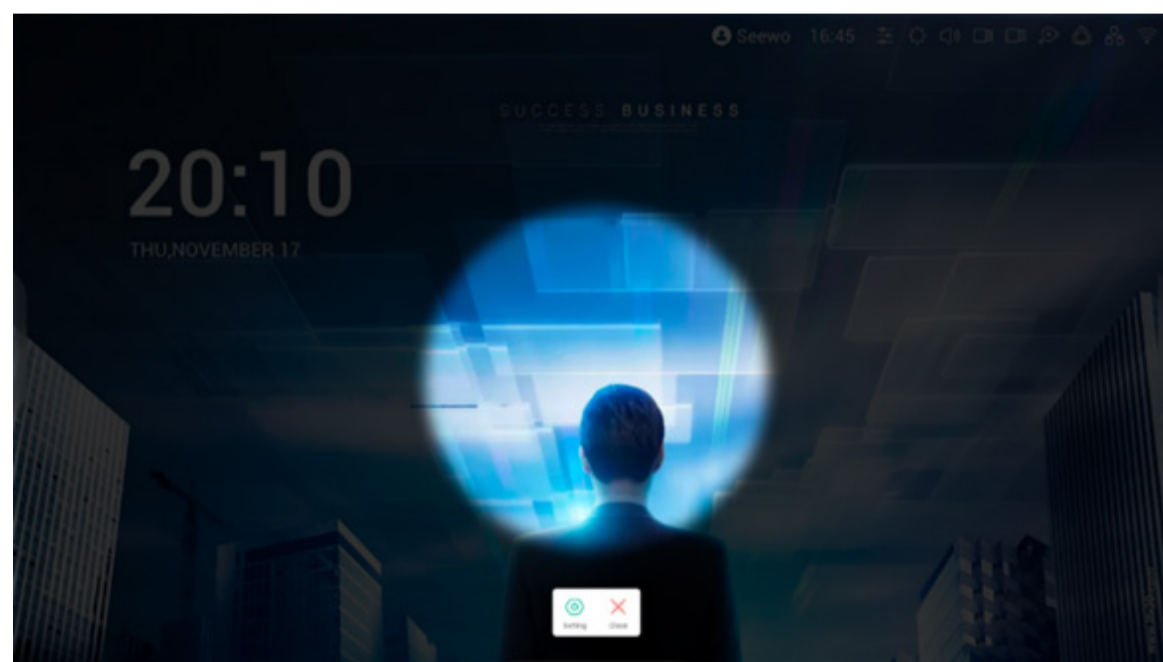 Seewo 16:45
SUCCESS BUSINESS
20:10
THU,NOVEMBER 17
Setting Close